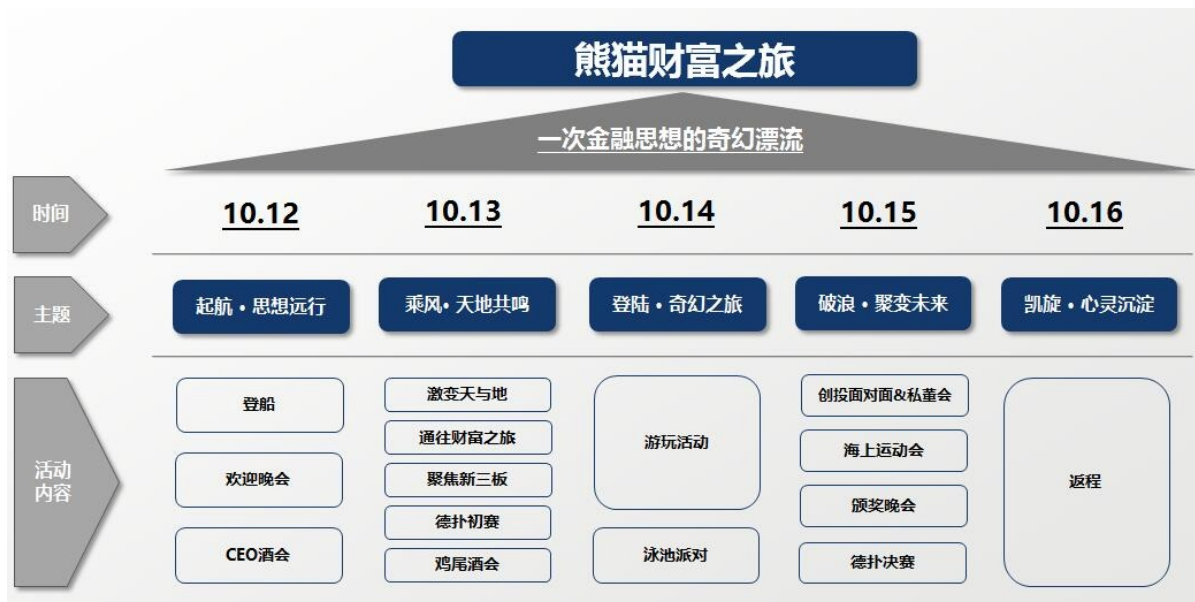 熊猫财富之旅
一次金融思想的奇幻漂流
时间
10.12
10.13
10.14
10.15
10.16
主题
起航·思想远行
乘风·天地共鸣
登陆·奇幻之旅
破浪·聚变未来
凯旋·心灵沉淀
活动
内容
登船
欢迎晚会
CEO酒会
激变天与地
通往财富之旅
聚焦新三板
德扑初赛
鸡尾酒会
游玩活动
泳池派对
创投面对面&私董会
海上运动会
颁奖晚会
德扑决赛
返程